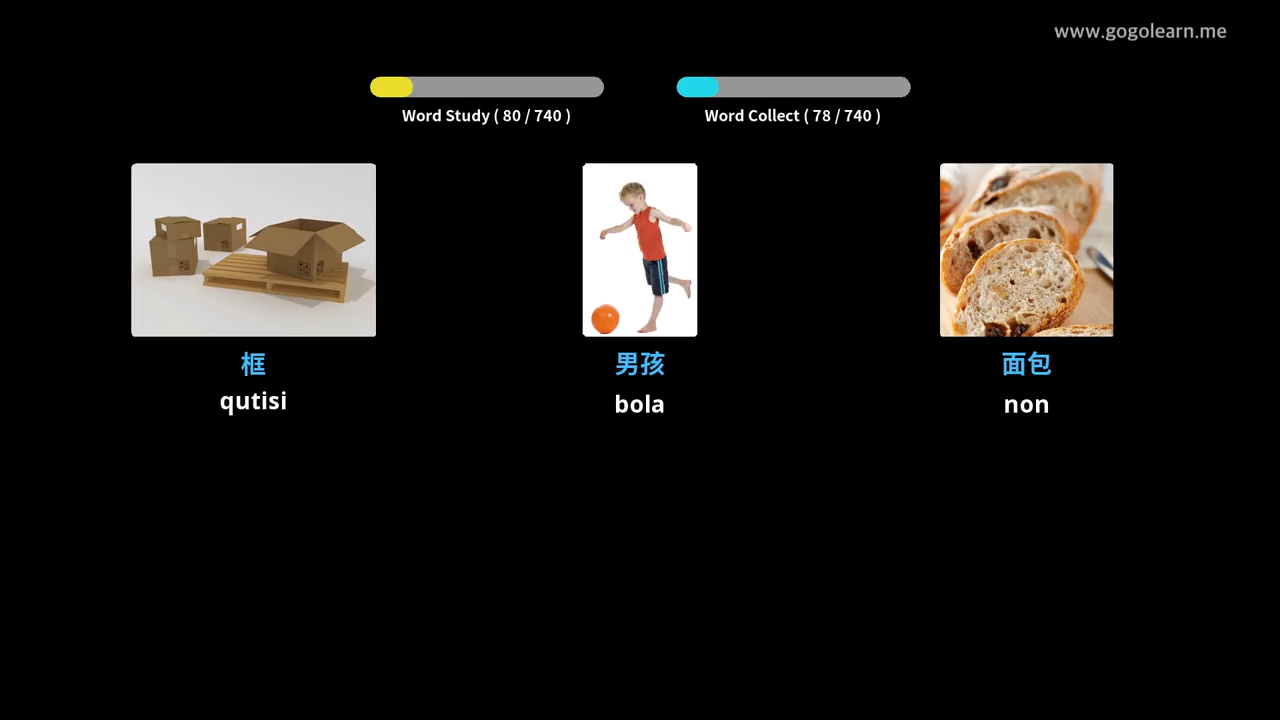 www.gogolearn.me
Word Study ( 80 / 740 )
Word Collect ( 78 / 740 )
框
qutisi
男孩
bola
面包
non